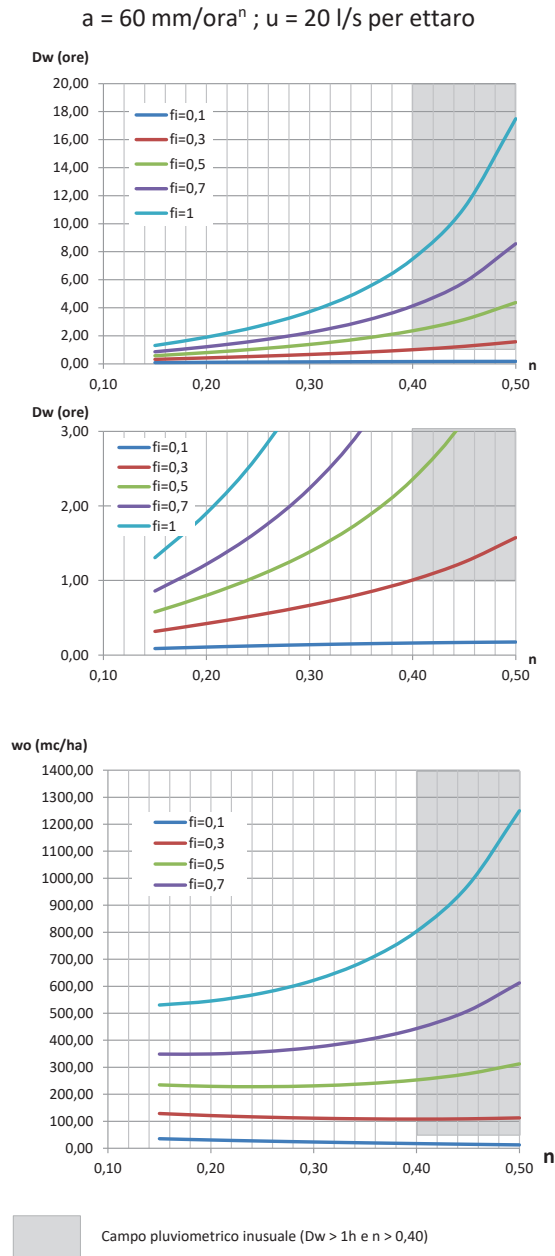 a = 60 mm/oraⁿ ; u = 20 l/s per ettaro
Dw (ore)
20,00
18,00
16,00
14,00
12,00
10,00
8,00
6,00
4,00
2,00
0,00
fi=0,1
fi=0,3
fi=0,5
fi=0,7
fi=1
n
0,10 0,20 0,30 0,40 0,50
Dw (ore)
3,00
2,00
1,00
0,00
fi=0,1
fi=0,3
fi=0,5
fi=0,7
fi=1
n
0,10 0,20 0,30 0,40 0,50
wo (mc/ha)
1400,00
1300,00
1200,00
1100,00
1000,00
900,00
800,00
700,00
600,00
500,00
400,00
300,00
200,00
100,00
0,00
fi=0,1
fi=0,3
fi=0,5
fi=0,7
n
0,10 0,20 0,30 0,40 0,50
Campo pluviometrico inusuale (Dw > 1h e n > 0,40)